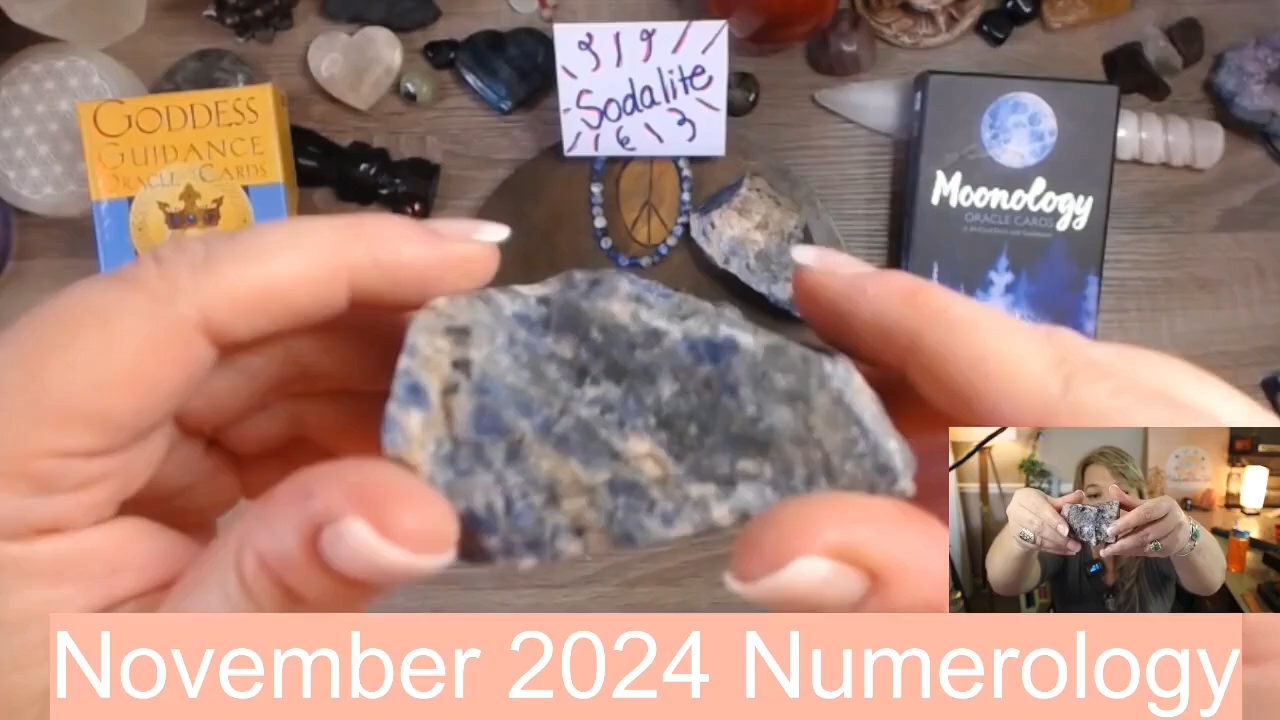 GODDESS
GUIDANCE
ORACLE CARDS
Sodalite
Moonology
ORACLE CARDS
November 2024 Numerology